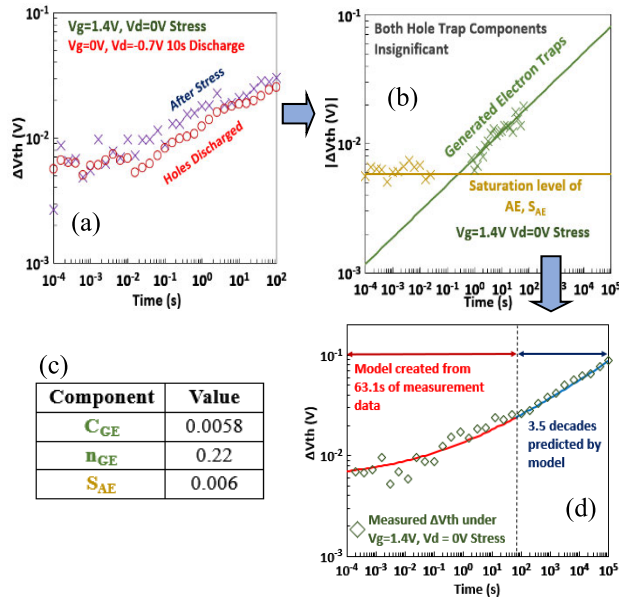 Vg=1.4V, Vd=0V Stress
Vg=0V, Vd=-0.7V 10s Discharge
10⁻¹
10⁻²
10⁻³
ΔVth (V)
After Stress
Holes Discharged
(a)
10⁻⁴ 10⁻³ 10⁻² 10⁻¹ 10⁰ 10¹ 10²
Time (s)
10⁻¹
10⁻²
10⁻³
|ΔVth (V)|
Both Hole Trap Components
Insignificant
(b)
Generated Electron Traps
Saturation level of
AE, S_AE
Vg=1.4V Vd=0V Stress
10⁻⁴ 10⁻³ 10⁻² 10⁻¹ 10⁰ 10¹ 10² 10³ 10⁴ 10⁵
Time (s)
(c)
Component Value
C_GE 0.0058
n_GE 0.22
S_AE 0.006
10⁻¹
10⁻²
10⁻²
ΔVth (V)
Model created from
63.1s of measurement
data
3.5 decades
predicted by
model
(d)
Measured ΔVth under
Vg=1.4V, Vd = 0V Stress
10⁻⁴ 10⁻³ 10⁻² 10⁻¹ 10⁰ 10¹ 10² 10³ 10⁴ 10⁵
Time (s)